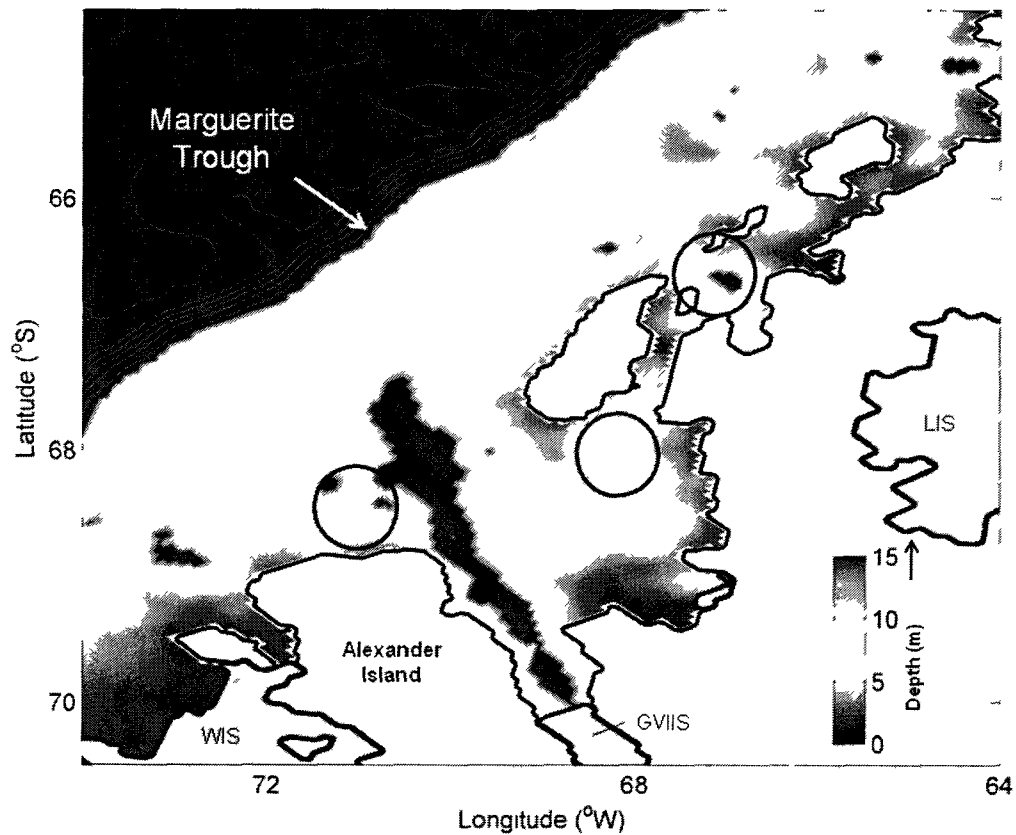 Marguerite
Trough
66
68
70
Latitude (°S)
LIS
Alexander
Island
WIS
GVIIS
15
10
5
0
Depth (m)
72
68
64
Longitude (°W)